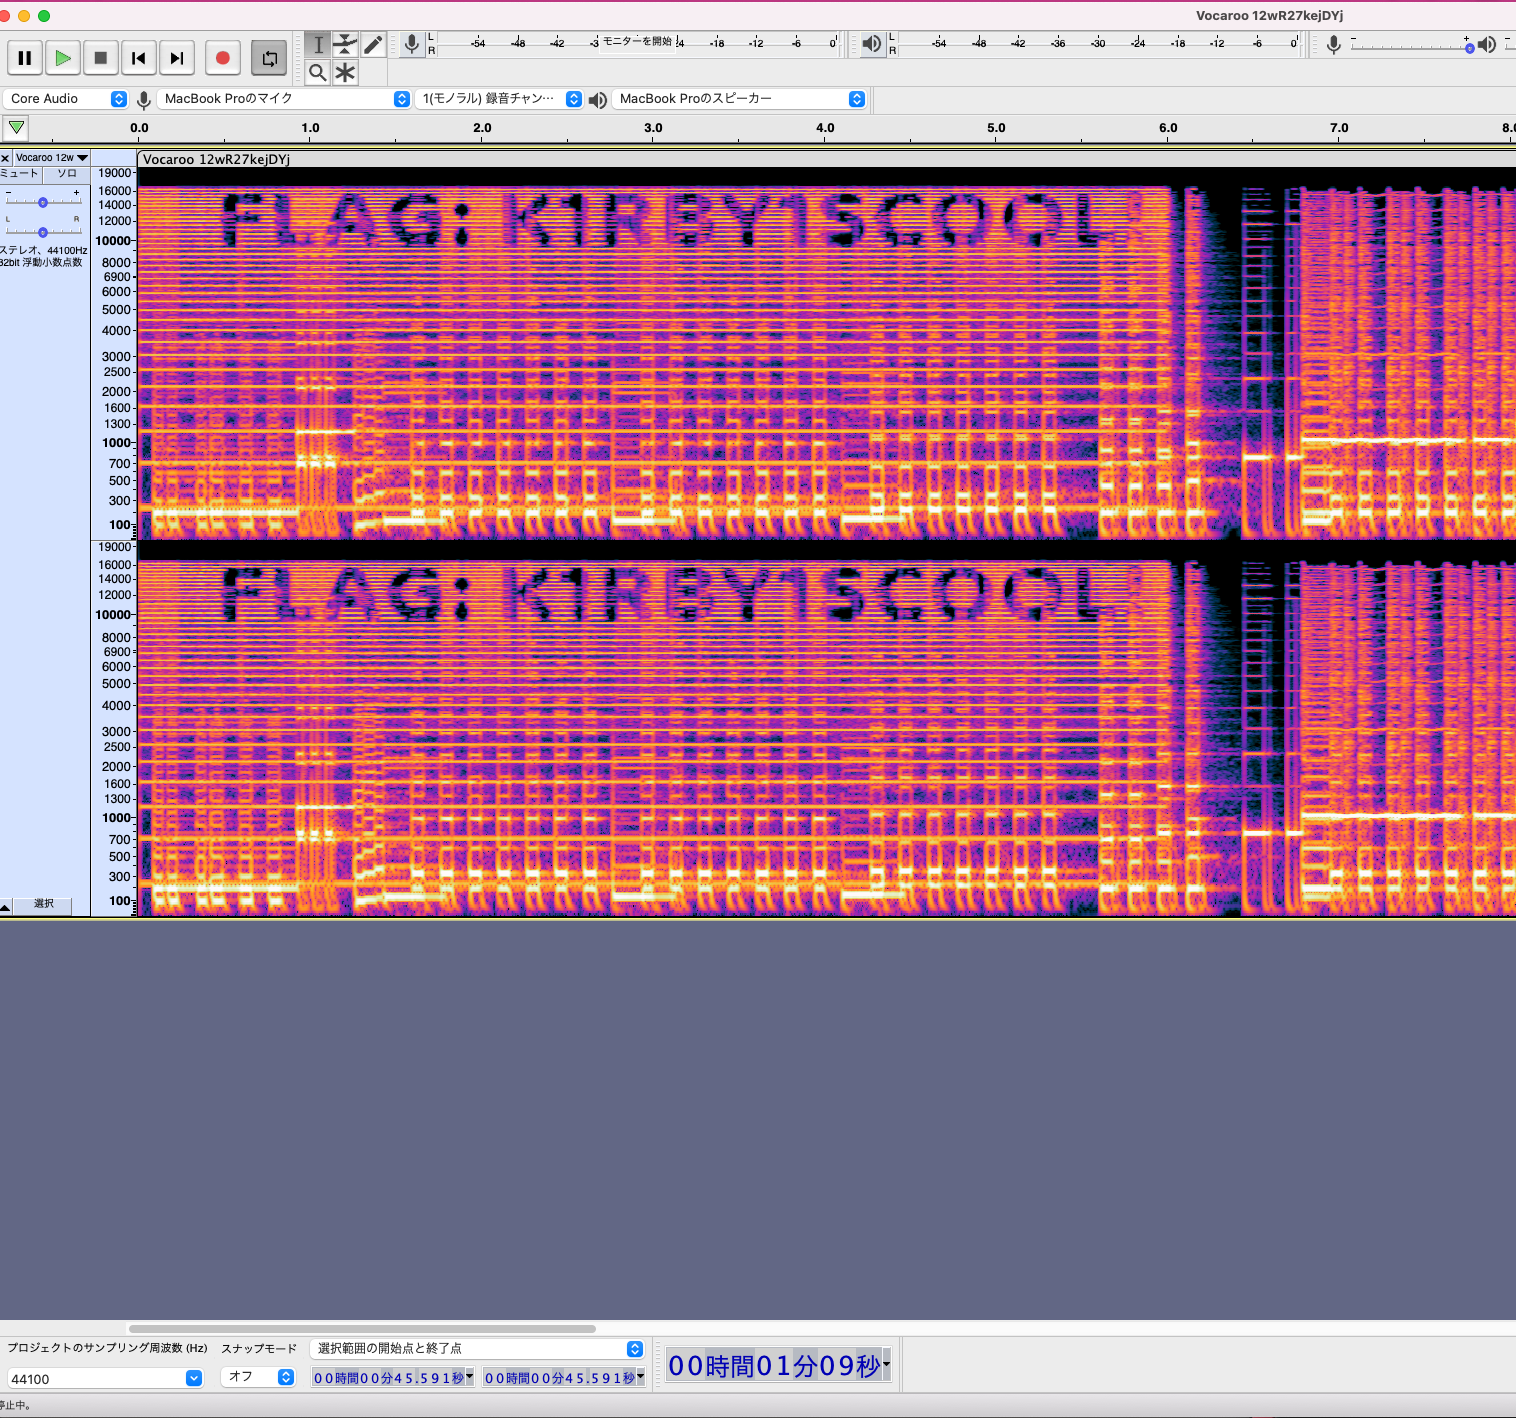 Vocaroo 12wR27kejDYj
L
R
-54 -48 -42 -3 モニターを開始 -18 -12 -6 0
L
R
-54 -48 -42 -36 -30 -24 -18 -12 -6 0
- +
Core Audio MacBook Proのマイク 1(モノラル) 録音チャン… MacBook Proのスピーカー
0.0 1.0 2.0 3.0 4.0 5.0 6.0 7.0 8.0
× Vocaroo 12w
Vocaroo 12wR27kejDYj
ミュート ソロ
- +
L R
ステレオ、44100Hz
32bit 浮動小数点数
19000
16000
14000
12000
10000
8000
6900
6000
5000
4000
3000
2500
2000
1600
1300
1000
700
500
300
100
19000
16000
14000
12000
10000
8000
6900
6000
5000
4000
3000
2500
2000
1600
1300
1000
700
500
300
100
選択
プロジェクトのサンプリング周波数 (Hz) スナップモード 選択範囲の開始点と終了点
44100 オフ 00時間00分45.591秒 00時間00分45.591秒
00時間01分09秒
停止中。